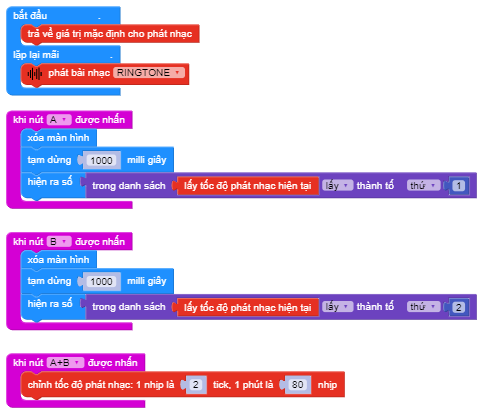 bắt đầu .
trả về giá trị mặc định cho phát nhạc
lặp lại mãi .
phát bài nhạc RINGTONE
khi nút A được nhấn
xóa màn hình
tạm dừng 1000 mili giây
hiện ra số trong danh sách lấy tốc độ phát nhạc hiện tại lấy thành tố thứ 1
khi nút B được nhấn
xóa màn hình
tạm dừng 1000 mili giây
hiện ra số trong danh sách lấy tốc độ phát nhạc hiện tại lấy thành tố thứ 2
khi nút A+B được nhấn
chỉnh tốc độ phát nhạc: 1 nhịp là 2 tick, 1 phút là 80 nhịp